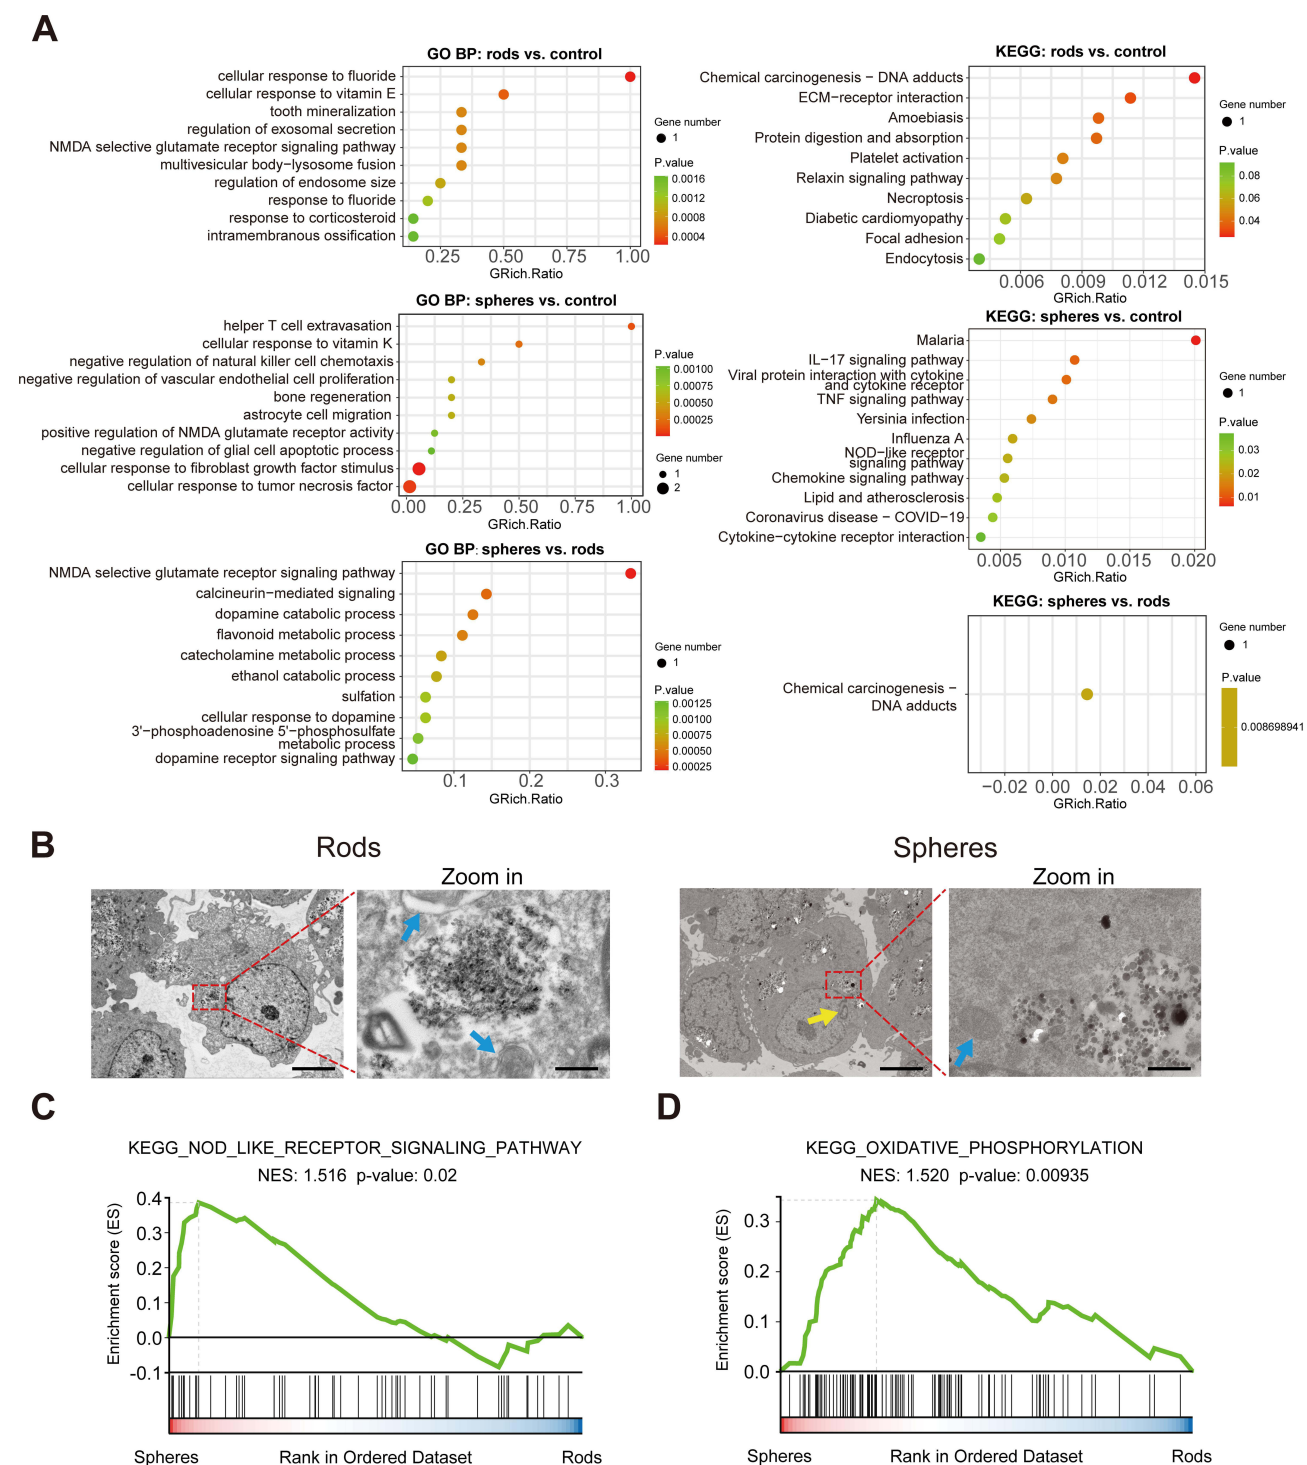 A
GO BP: rods vs. control
cellular response to fluoride
cellular response to vitamin E
tooth mineralization
regulation of exosomal secretion
NMDA selective glutamate receptor signaling pathway
multivesicular body−lysosome fusion
regulation of endosome size
response to fluoride
response to corticosteroid
intramembranous ossification
0.25 0.50 0.75 1.00
GRich.Ratio
Gene number
1
P.value
0.0016
0.0012
0.0008
0.0004
KEGG: rods vs. control
Chemical carcinogenesis − DNA adducts
ECM−receptor interaction
Amoebiasis
Protein digestion and absorption
Platelet activation
Relaxin signaling pathway
Necroptosis
Diabetic cardiomyopathy
Focal adhesion
Endocytosis
0.006 0.009 0.012 0.015
GRich.Ratio
Gene number
1
P.value
0.08
0.06
0.04
GO BP: spheres vs. control
helper T cell extravasation
cellular response to vitamin K
negative regulation of natural killer cell chemotaxis
negative regulation of vascular endothelial cell proliferation
bone regeneration
astrocyte cell migration
positive regulation of NMDA glutamate receptor activity
negative regulation of glial cell apoptotic process
cellular response to fibroblast growth factor stimulus
cellular response to tumor necrosis factor
0.00 0.25 0.50 0.75 1.00
GRich.Ratio
P.value
0.00100
0.00075
0.00050
0.00025
Gene number
1
2
KEGG: spheres vs. control
Malaria
IL−17 signaling pathway
Viral protein interaction with cytokine
and cytokine receptor
TNF signaling pathway
Yersinia infection
Influenza A
NOD−like receptor
signaling pathway
Chemokine signaling pathway
Lipid and atherosclerosis
Coronavirus disease − COVID−19
Cytokine−cytokine receptor interaction
0.005 0.010 0.015 0.020
GRich.Ratio
Gene number
1
P.value
0.03
0.02
0.01
GO BP: spheres vs. rods
NMDA selective glutamate receptor signaling pathway
calcineurin−mediated signaling
dopamine catabolic process
flavonoid metabolic process
catecholamine metabolic process
ethanol catabolic process
sulfation
cellular response to dopamine
3'−phosphoadenosine 5'−phosphosulfate
metabolic process
dopamine receptor signaling pathway
0.1 0.2 0.3
GRich.Ratio
Gene number
1
P.value
0.00125
0.00100
0.00075
0.00050
0.00025
KEGG: spheres vs. rods
Chemical carcinogenesis −
DNA adducts
−0.02 0.00 0.02 0.04 0.06
GRich.Ratio
Gene number
1
P.value
0.008698941
B
Rods
Zoom in
Spheres
Zoom in
C
KEGG_NOD_LIKE_RECEPTOR_SIGNALING_PATHWAY
NES: 1.516 p-value: 0.02
Enrichment score (ES)
0.4
0.3
0.2
0.1
0.0
-0.1
Spheres Rank in Ordered Dataset Rods
D
KEGG_OXIDATIVE_PHOSPHORYLATION
NES: 1.520 p-value: 0.00935
Enrichment score (ES)
0.3
0.2
0.1
0.0
Spheres Rank in Ordered Dataset Rods